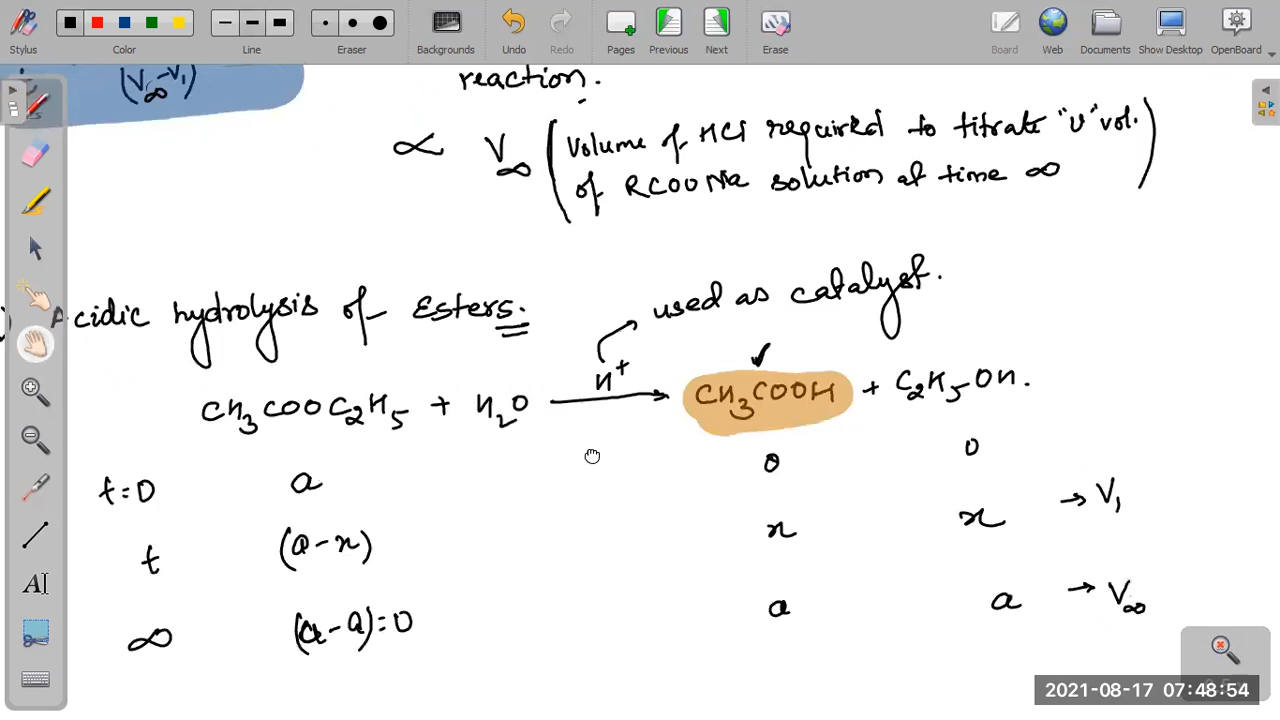 Stylus Color Line Eraser Backgrounds Undo Redo Pages Previous Next Erase Board Web Documents Show Desktop OpenBoard
(V∞-V1)
reaction.
∝ V∞ (Volume of HCl required to titrate "V" vol.
of RCOONa solution at time ∞)
) Acidic hydrolysis of Esters.
used as catalyst.
CH3COOC2H5 + H2O H+ → CH3COOH + C2H5OH.
t=0 a 0 0
t (a-x) x x → V1
∞ (a-a)=0 a a → V∞
2021-08-17 07:48:54